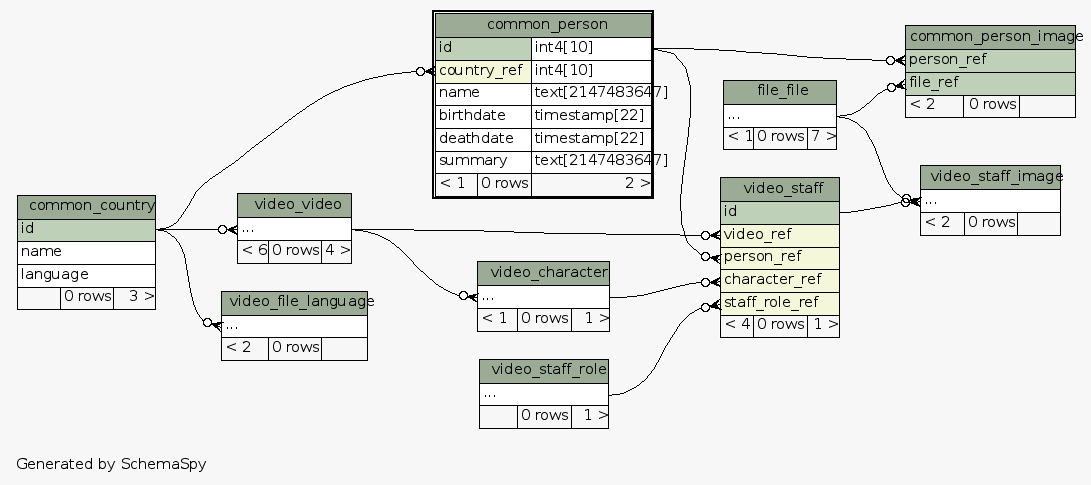 common_person
id int4[10]
country_ref int4[10]
name text[2147483647]
birthdate timestamp[22]
deathdate timestamp[22]
summary text[2147483647]
< 1 0 rows 2 >
common_person_image
person_ref
file_ref
< 2 0 rows
file_file
...
< 1 0 rows 7 >
common_country
id
name
language
0 rows 3 >
video_video
...
< 6 0 rows 4 >
video_staff
id
video_ref
person_ref
character_ref
staff_role_ref
< 4 0 rows 1 >
video_staff_image
...
< 2 0 rows
video_character
...
< 1 0 rows 1 >
video_file_language
...
< 2 0 rows
video_staff_role
...
0 rows 1 >
Generated by SchemaSpy